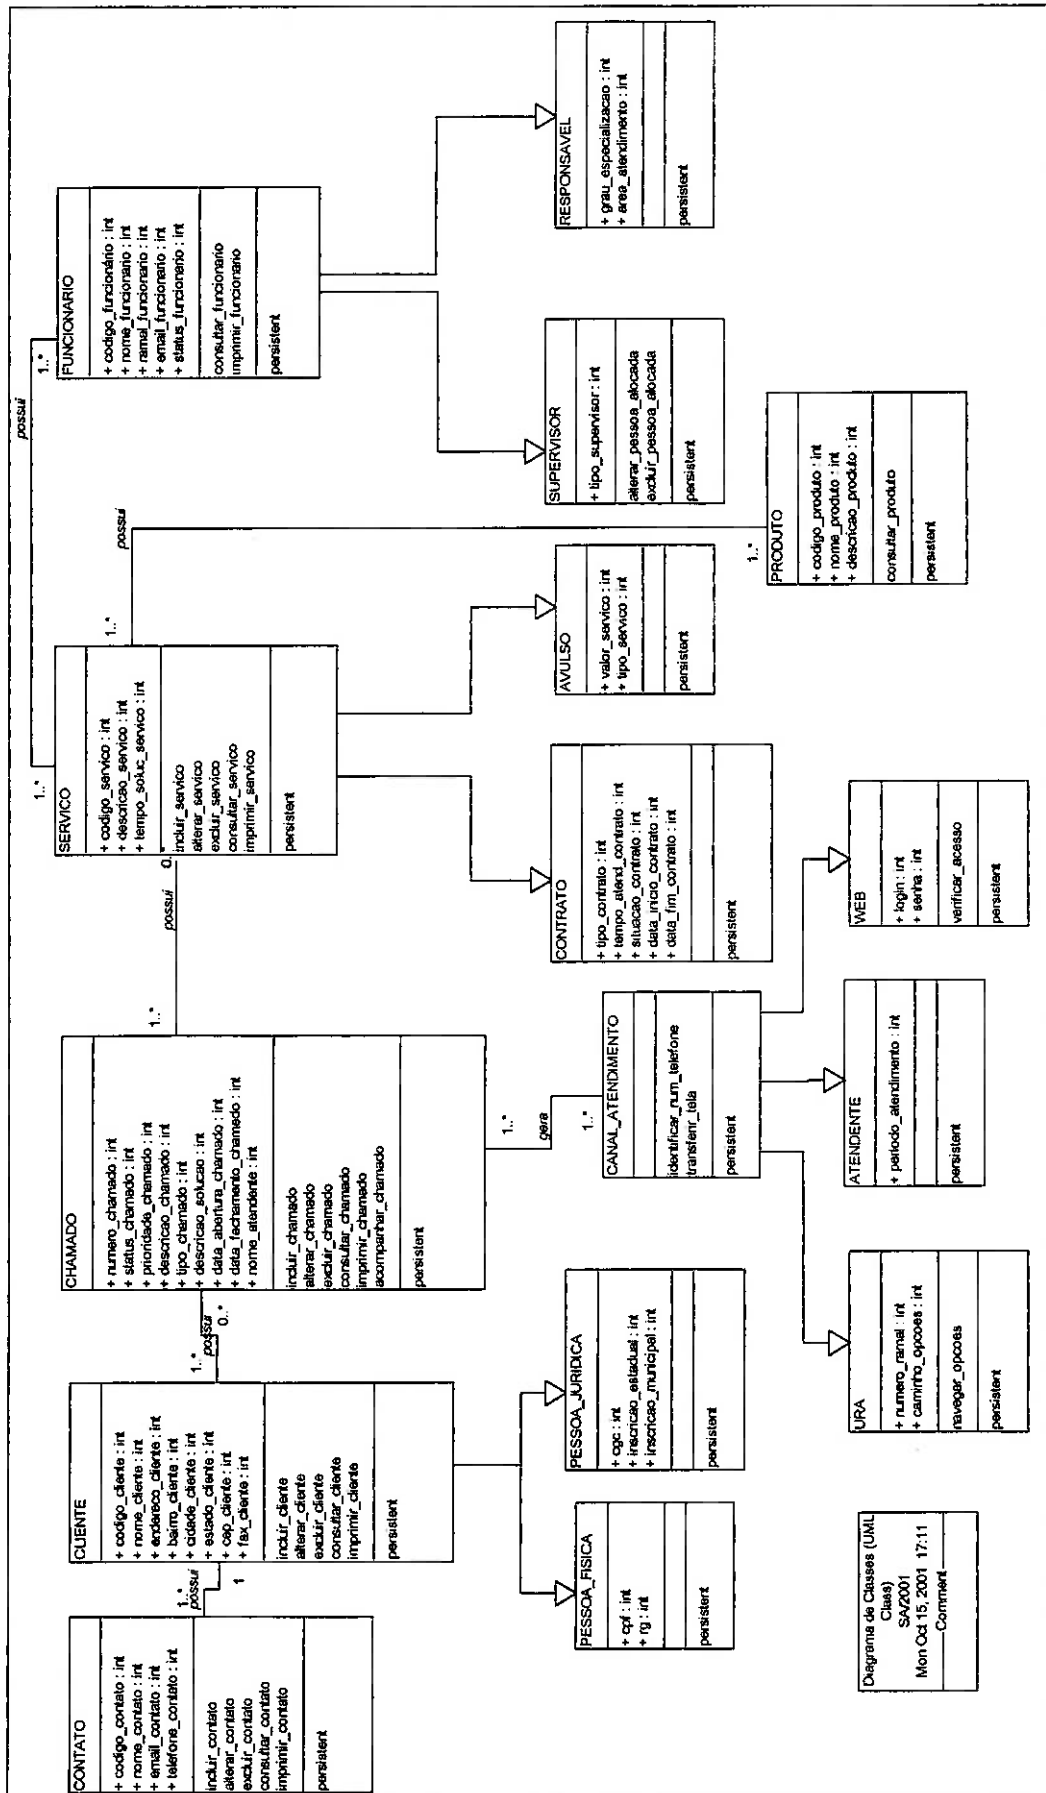 CONTATO
+ codigo_contato : int
+ nome_contato : int
+ email_contato : int
+ telefone_contato : int
incluir_contato
alterar_contato
excluir_contato
consultar_contato
imprimir_contato
persistent
1..*
possui
1
CLIENTE
+ codigo_cliente : int
+ nome_cliente : int
+ endereco_cliente : int
+ bairro_cliente : int
+ cidade_cliente : int
+ estado_cliente : int
+ cep_cliente : int
+ fax_cliente : int
incluir_cliente
alterar_cliente
excluir_cliente
consultar_cliente
imprimir_cliente
persistent
1..*
possui
0..*
CHAMADO
+ numero_chamado : int
+ status_chamado : int
+ prioridade_chamado : int
+ descricao_chamado : int
+ tipo_chamado : int
+ descricao_solucao : int
+ data_abertura_chamado : int
+ data_fechamento_chamedo : int
+ nome_atendente : int
incluir_chamado
alterar_chamado
excluir_chamado
consultar_chamado
imprimir_chamado
acompanhar_chamado
persistent
1..*
possui
0..*
SERVICO
+ codigo_servico : int
+ descricao_servico : int
+ tempo_soluc_servico : int
incluir_servico
alterar_servico
excluir_servico
consultar_servico
imprimir_servico
persistent
1..*
possui
1..*
FUNCIONARIO
+ codigo_funcionário : int
+ nome_funcionario : int
+ ramal_funcionario : int
+ email_funcionario : int
+ status_funcionario : int
consultar_funcionario
imprimir_funcionario
persistent
1..*
possui
1..*
PESSOA_FISICA
+ cpf : int
+ rg : int
persistent
PESSOA_JURIDICA
+ cgc : int
+ inscricao_estadual : int
+ inscricao_municipal : int
persistent
1..*
gera
1..*
CANAL_ATENDIMENTO
identificar_num_telefone
transferir_tela
persistent
CONTRATO
+ tipo_contrato : int
+ tempo_atend_contrato : int
+ situacao_contrato : int
+ data_inicio_contrato : int
+ data_fim_contrato : int
persistent
AVULSO
+ valor_servico : int
+ tipo_servico : int
persistent
SUPERVISOR
+ tipo_supervisor : int
alterar_pessoa_alocada
excluir_pessoa_alocada
persistent
RESPONSAVEL
+ grau_especializacao : int
+ area_atendimento : int
persistent
PRODUTO
+ codigo_produto : int
+ nome_produto : int
+ descricao_produto : int
consultar_produto
persistent
URA
+ numero_ramal : int
+ caminho_opcoes : int
navegar_opcoes
persistent
ATENDENTE
+ periodo_atendimento : int
persistent
WEB
+ login : int
+ senha : int
verificar_acesso
persistent
Diagrama de Classes (UML
Class)
SA/2001
Mon Oct 15, 2001 17:11
Comment